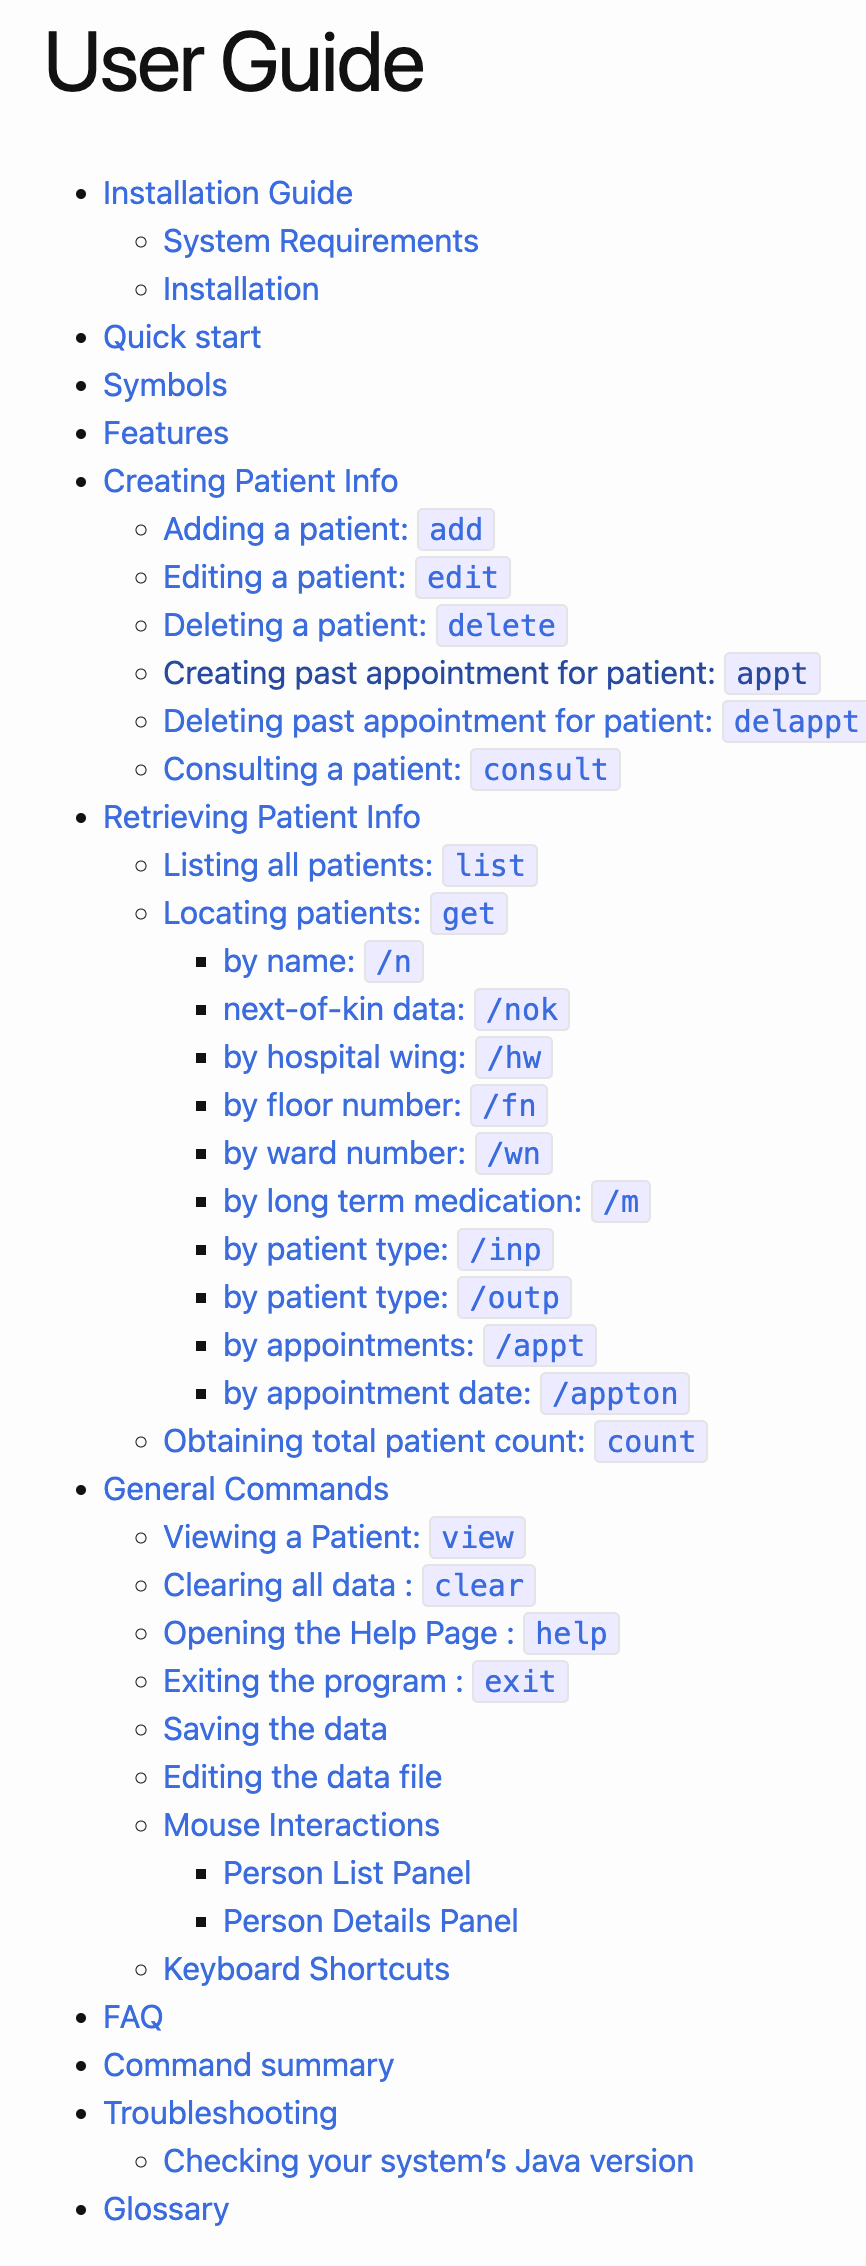 User Guide
Installation Guide
System Requirements
Installation
Quick start
Symbols
Features
Creating Patient Info
Adding a patient: add
Editing a patient: edit
Deleting a patient: delete
Creating past appointment for patient: appt
Deleting past appointment for patient: delappt
Consulting a patient: consult
Retrieving Patient Info
Listing all patients: list
Locating patients: get
by name: /n
next-of-kin data: /nok
by hospital wing: /hw
by floor number: /fn
by ward number: /wn
by long term medication: /m
by patient type: /inp
by patient type: /outp
by appointments: /appt
by appointment date: /appton
Obtaining total patient count: count
General Commands
Viewing a Patient: view
Clearing all data : clear
Opening the Help Page : help
Exiting the program : exit
Saving the data
Editing the data file
Mouse Interactions
Person List Panel
Person Details Panel
Keyboard Shortcuts
FAQ
Command summary
Troubleshooting
Checking your system’s Java version
Glossary